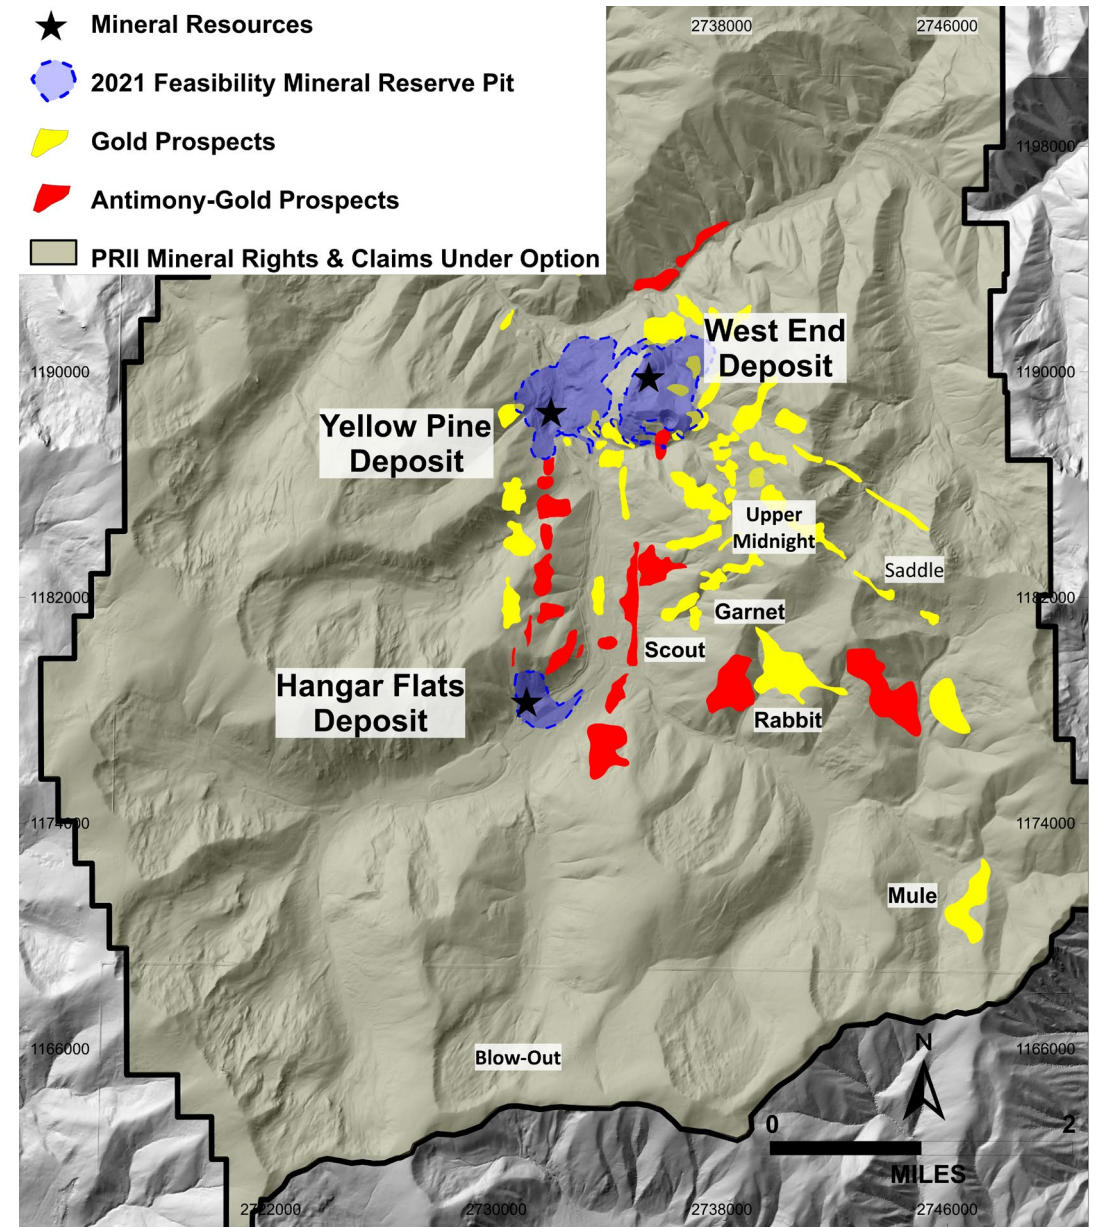 Mineral Resources
2021 Feasibility Mineral Reserve Pit
Gold Prospects
Antimony-Gold Prospects
PRII Mineral Rights & Claims Under Option
2738000
2746000
1198000
1190000
1190000
West End
Deposit
Yellow Pine
Deposit
Upper
Midnight
Saddle
1182000
1182000
Garnet
Scout
Hangar Flats
Deposit
Rabbit
1174000
1174000
Mule
1166000
1166000
Blow-Out
N
0
2
MILES
2722000
2730000
2738000
2746000